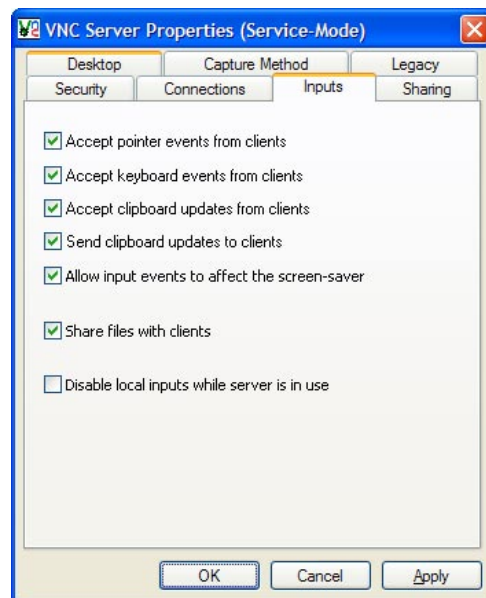 VNC Server Properties (Service-Mode)
Desktop Capture Method Legacy
Security Connections Inputs Sharing
Accept pointer events from clients
Accept keyboard events from clients
Accept clipboard updates from clients
Send clipboard updates to clients
Allow input events to affect the screen-saver
Share files with clients
Disable local inputs while server is in use
OK Cancel Apply